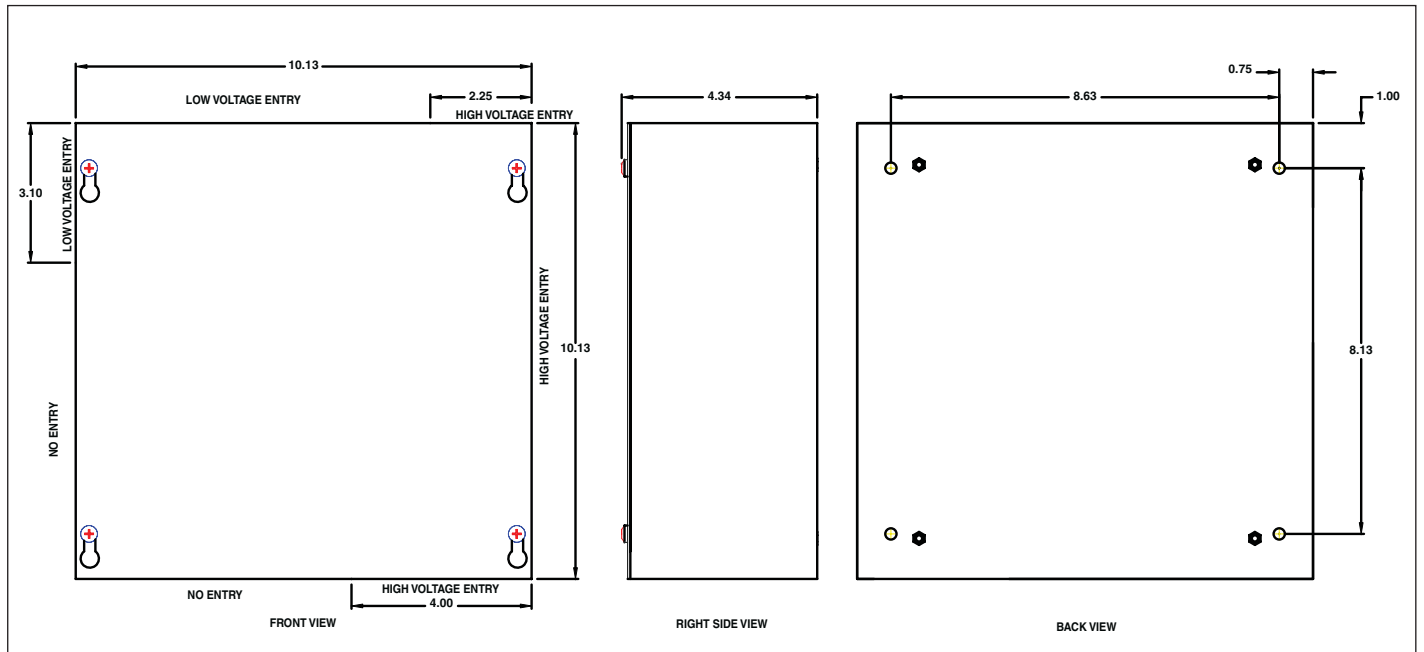 10.13
LOW VOLTAGE ENTRY
2.25
HIGH VOLTAGE ENTRY
3.10
LOW VOLTAGE ENTRY
HIGH VOLTAGE ENTRY
10.13
NO ENTRY
NO ENTRY
HIGH VOLTAGE ENTRY
4.00
FRONT VIEW
4.34
RIGHT SIDE VIEW
0.75
8.63
1.00
8.13
BACK VIEW